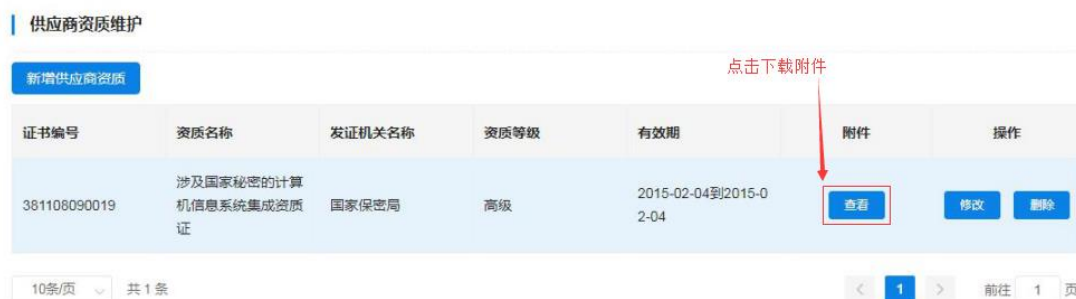 供应商资质维护
新增供应商资质
点击下载附件
证书编号 资质名称 发证机关名称 资质等级 有效期 附件 操作
381108090019 涉及国家秘密的计算
机信息系统集成资质
证 国家保密局 高级 2015-02-04到2015-0
2-04 查看 修改 删除
10条/页 共1条 < 1 > 前往 1 页